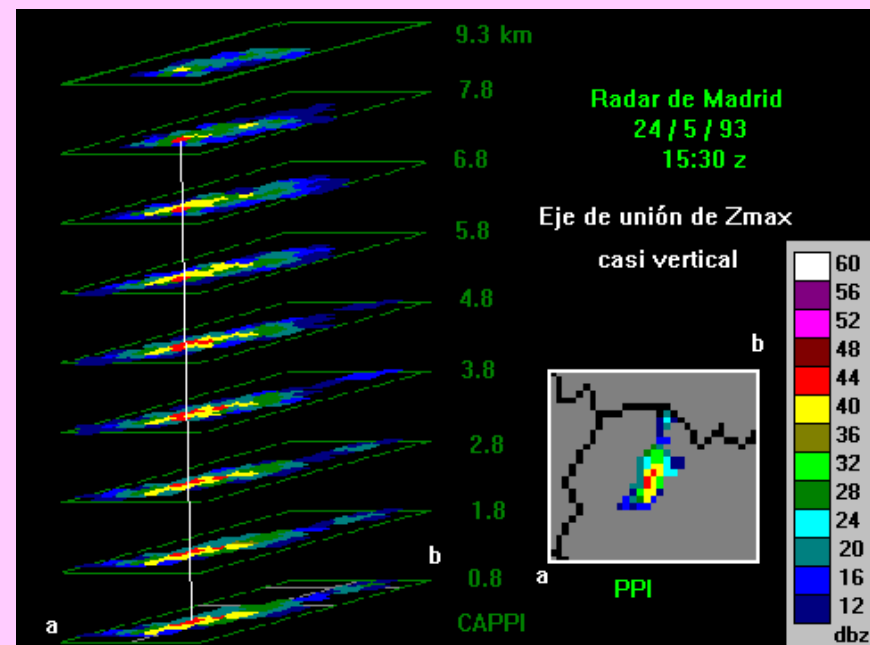 9.3 km
7.8
6.8
5.8
4.8
3.8
2.8
1.8
0.8
CAPPI
a
b
Radar de Madrid
24 / 5 / 93
15:30 z
Eje de unión de Zmax
casi vertical
b
a
PPI
60
56
52
48
44
40
36
32
28
24
20
16
12
dbz